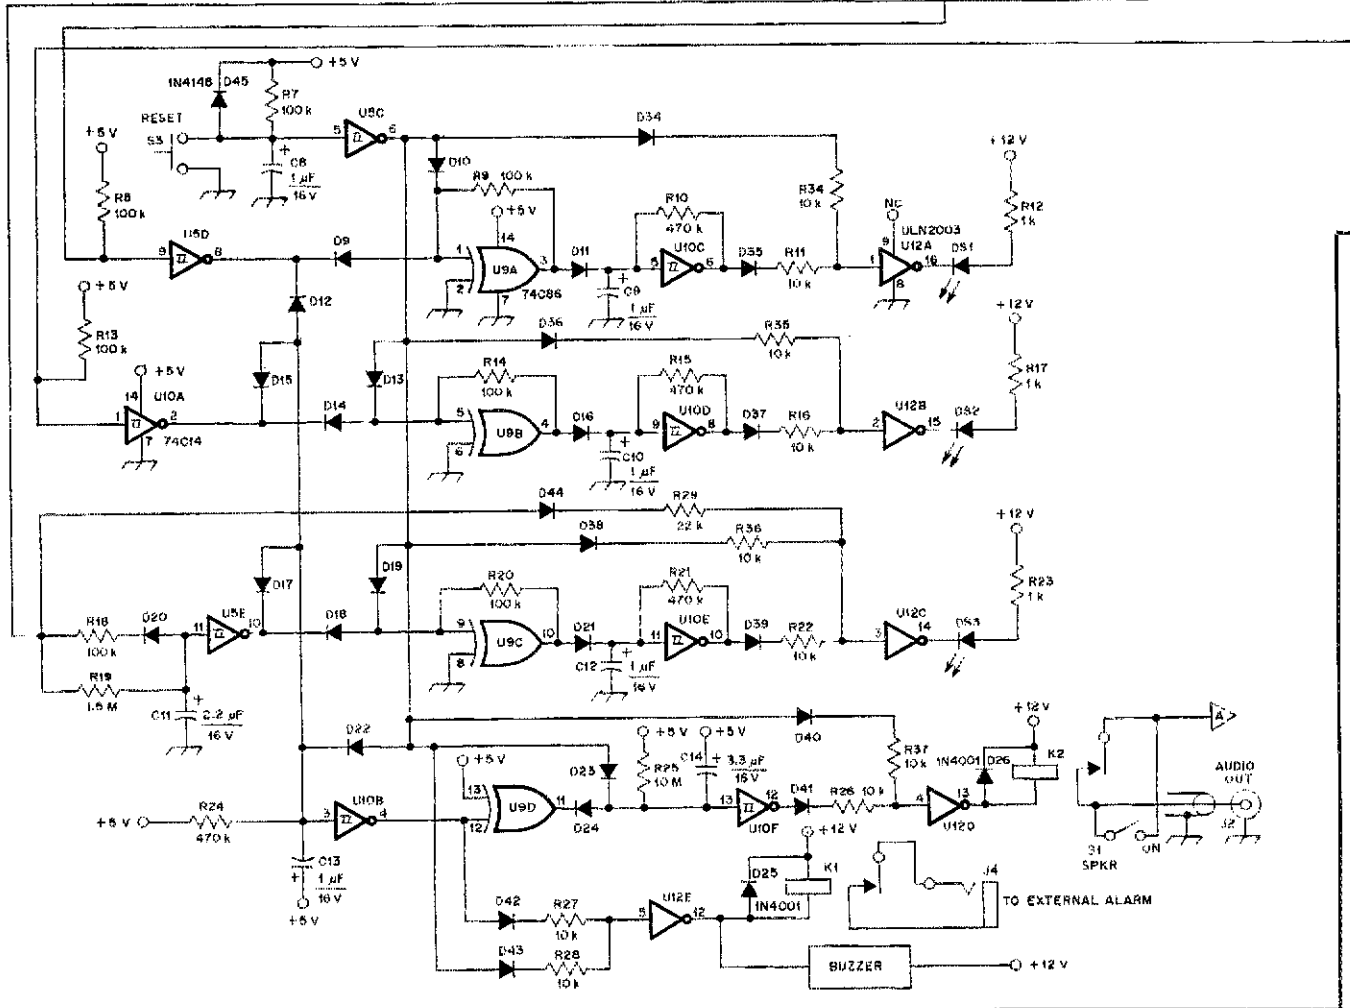 +5 V
1N4148 D45
R7
100 k
RESET
S3
C8
1 µF
16 V
U5C
5
6
D34
+5 V
R8
100 k
D10
R9 100 k
+5 V
14
9
U5D
8
D9
1
2
U9A
3
7
74C86
D11
C9
1 µF
16 V
R10
470 k
U10C
5
6
D35
R11
10 k
R34
10 k
NC
9
ULN2003
U12A
1
16
8
DS1
+12 V
R12
1 k
+5 V
R13
100 k
D12
+5 V
14
U10A
1
2
7
74C14
D15
D14
D13
D36
R35
10 k
R14
100 k
5
6
U9B
4
D16
C10
1 µF
16 V
R15
470 k
U10D
9
8
D37
R16
10 k
U12B
2
15
DS2
+12 V
R17
1 k
D44
R29
22 k
D38
R36
10 k
D17
D19
R18
100 k
D20
U5E
11
10
R19
1.5 M
C11
2.2 µF
16 V
D18
R20
100 k
9
8
U9C
10
D21
C12
1 µF
16 V
R21
470 k
U10E
11
10
D39
R22
10 k
U12C
3
14
DS3
+12 V
R23
1 k
D22
D40
+5 V
R24
470 k
U10B
3
4
C13
1 µF
16 V
+5 V
+5 V
13
12
U9D
11
D23
D24
+5 V
R25
10 M
+5 V
C14
3.3 µF
16 V
13
12
U10F
D41
R26 10 k
R37
10 k
4
13
U12D
1N4001 D26
+12 V
K2
A
AUDIO
OUT
J2
S1
SPKR
ON
D42
R27
10 k
D43
R28
10 k
5
U12E
12
D25
1N4001
+12 V
K1
J4
TO EXTERNAL ALARM
BUZZER
+12 V